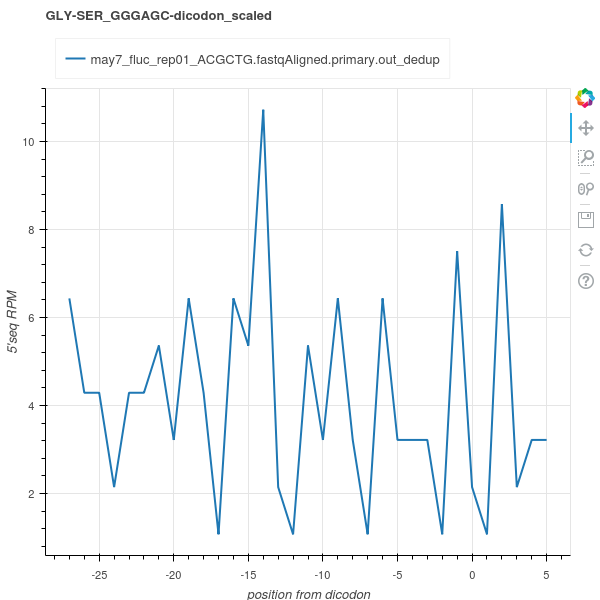 GLY-SER_GGGAGC-dicodon_scaled
may7_fluc_rep01_ACGCTG.fastqAligned.primary.out_dedup
10
8
6
4
2
5'seq RPM
-25 -20 -15 -10 -5 0 5
position from dicodon
?